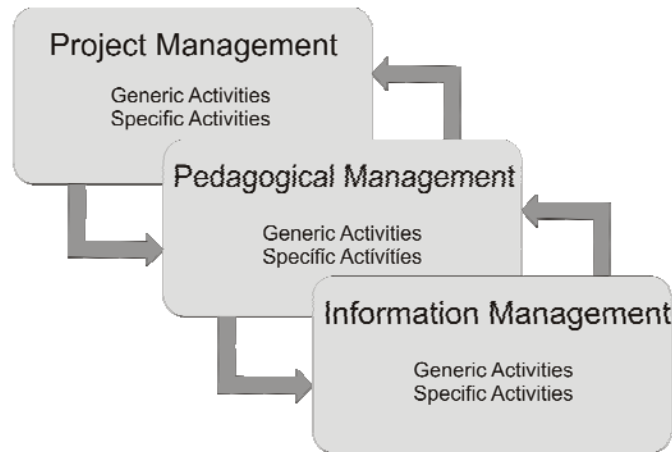 Project Management
Generic Activities
Specific Activities
Pedagogical Management
Generic Activities
Specific Activities
Information Management
Generic Activities
Specific Activities